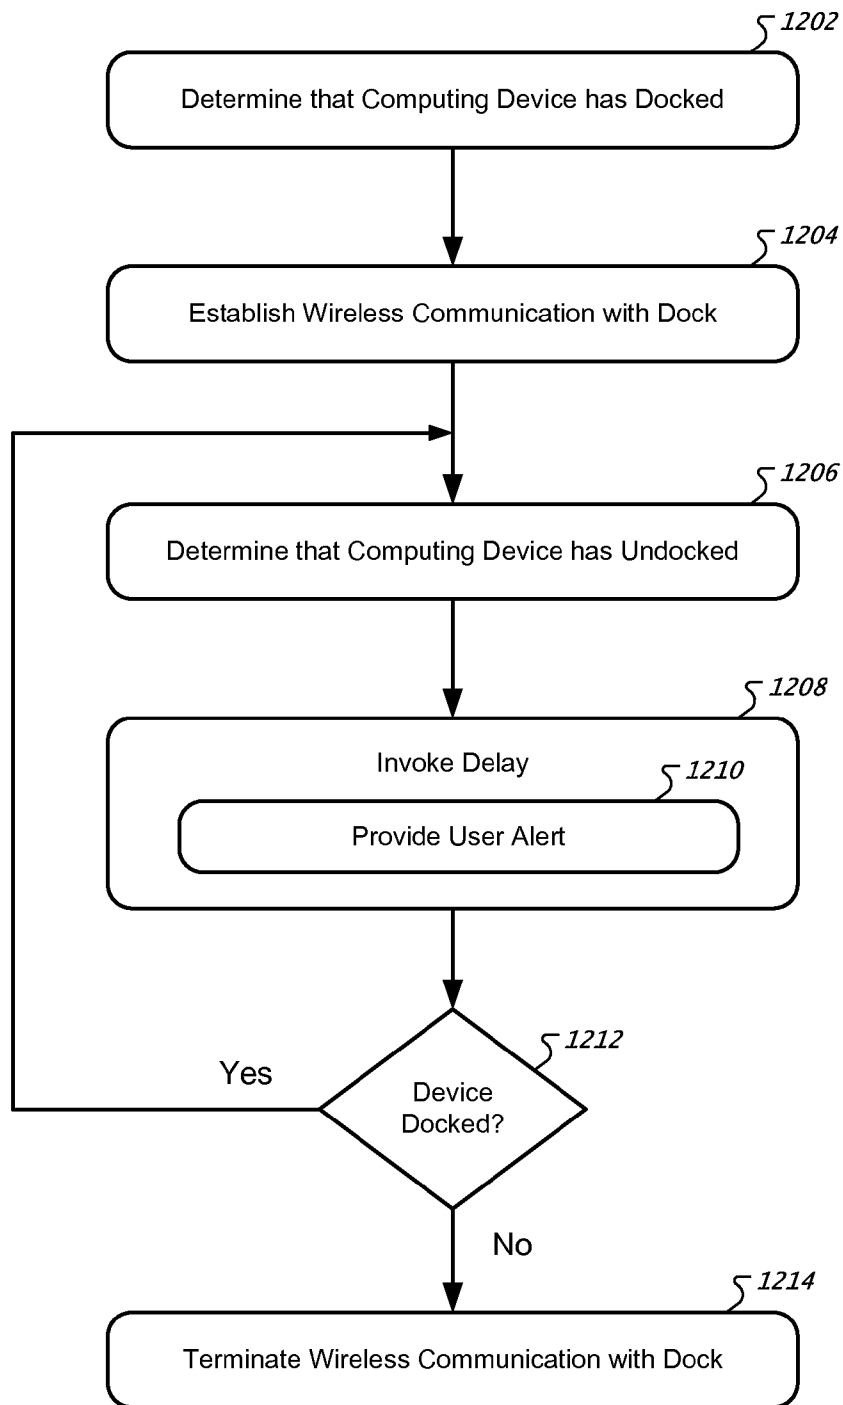 1202
Determine that Computing Device has Docked
1204
Establish Wireless Communication with Dock
1206
Determine that Computing Device has Undocked
1208
Invoke Delay
1210
Provide User Alert
1212
Yes
Device
Docked?
No
1214
Terminate Wireless Communication with Dock